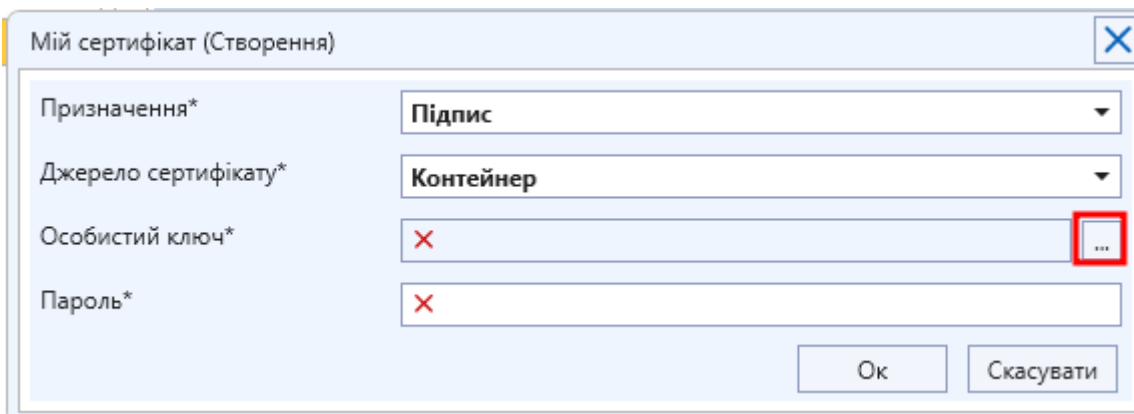 Мій сертифікат (Створення)
Призначення* Підпис
Джерело сертифікату* Контейнер
Особистий ключ* ...
Пароль*
Ок Скасувати